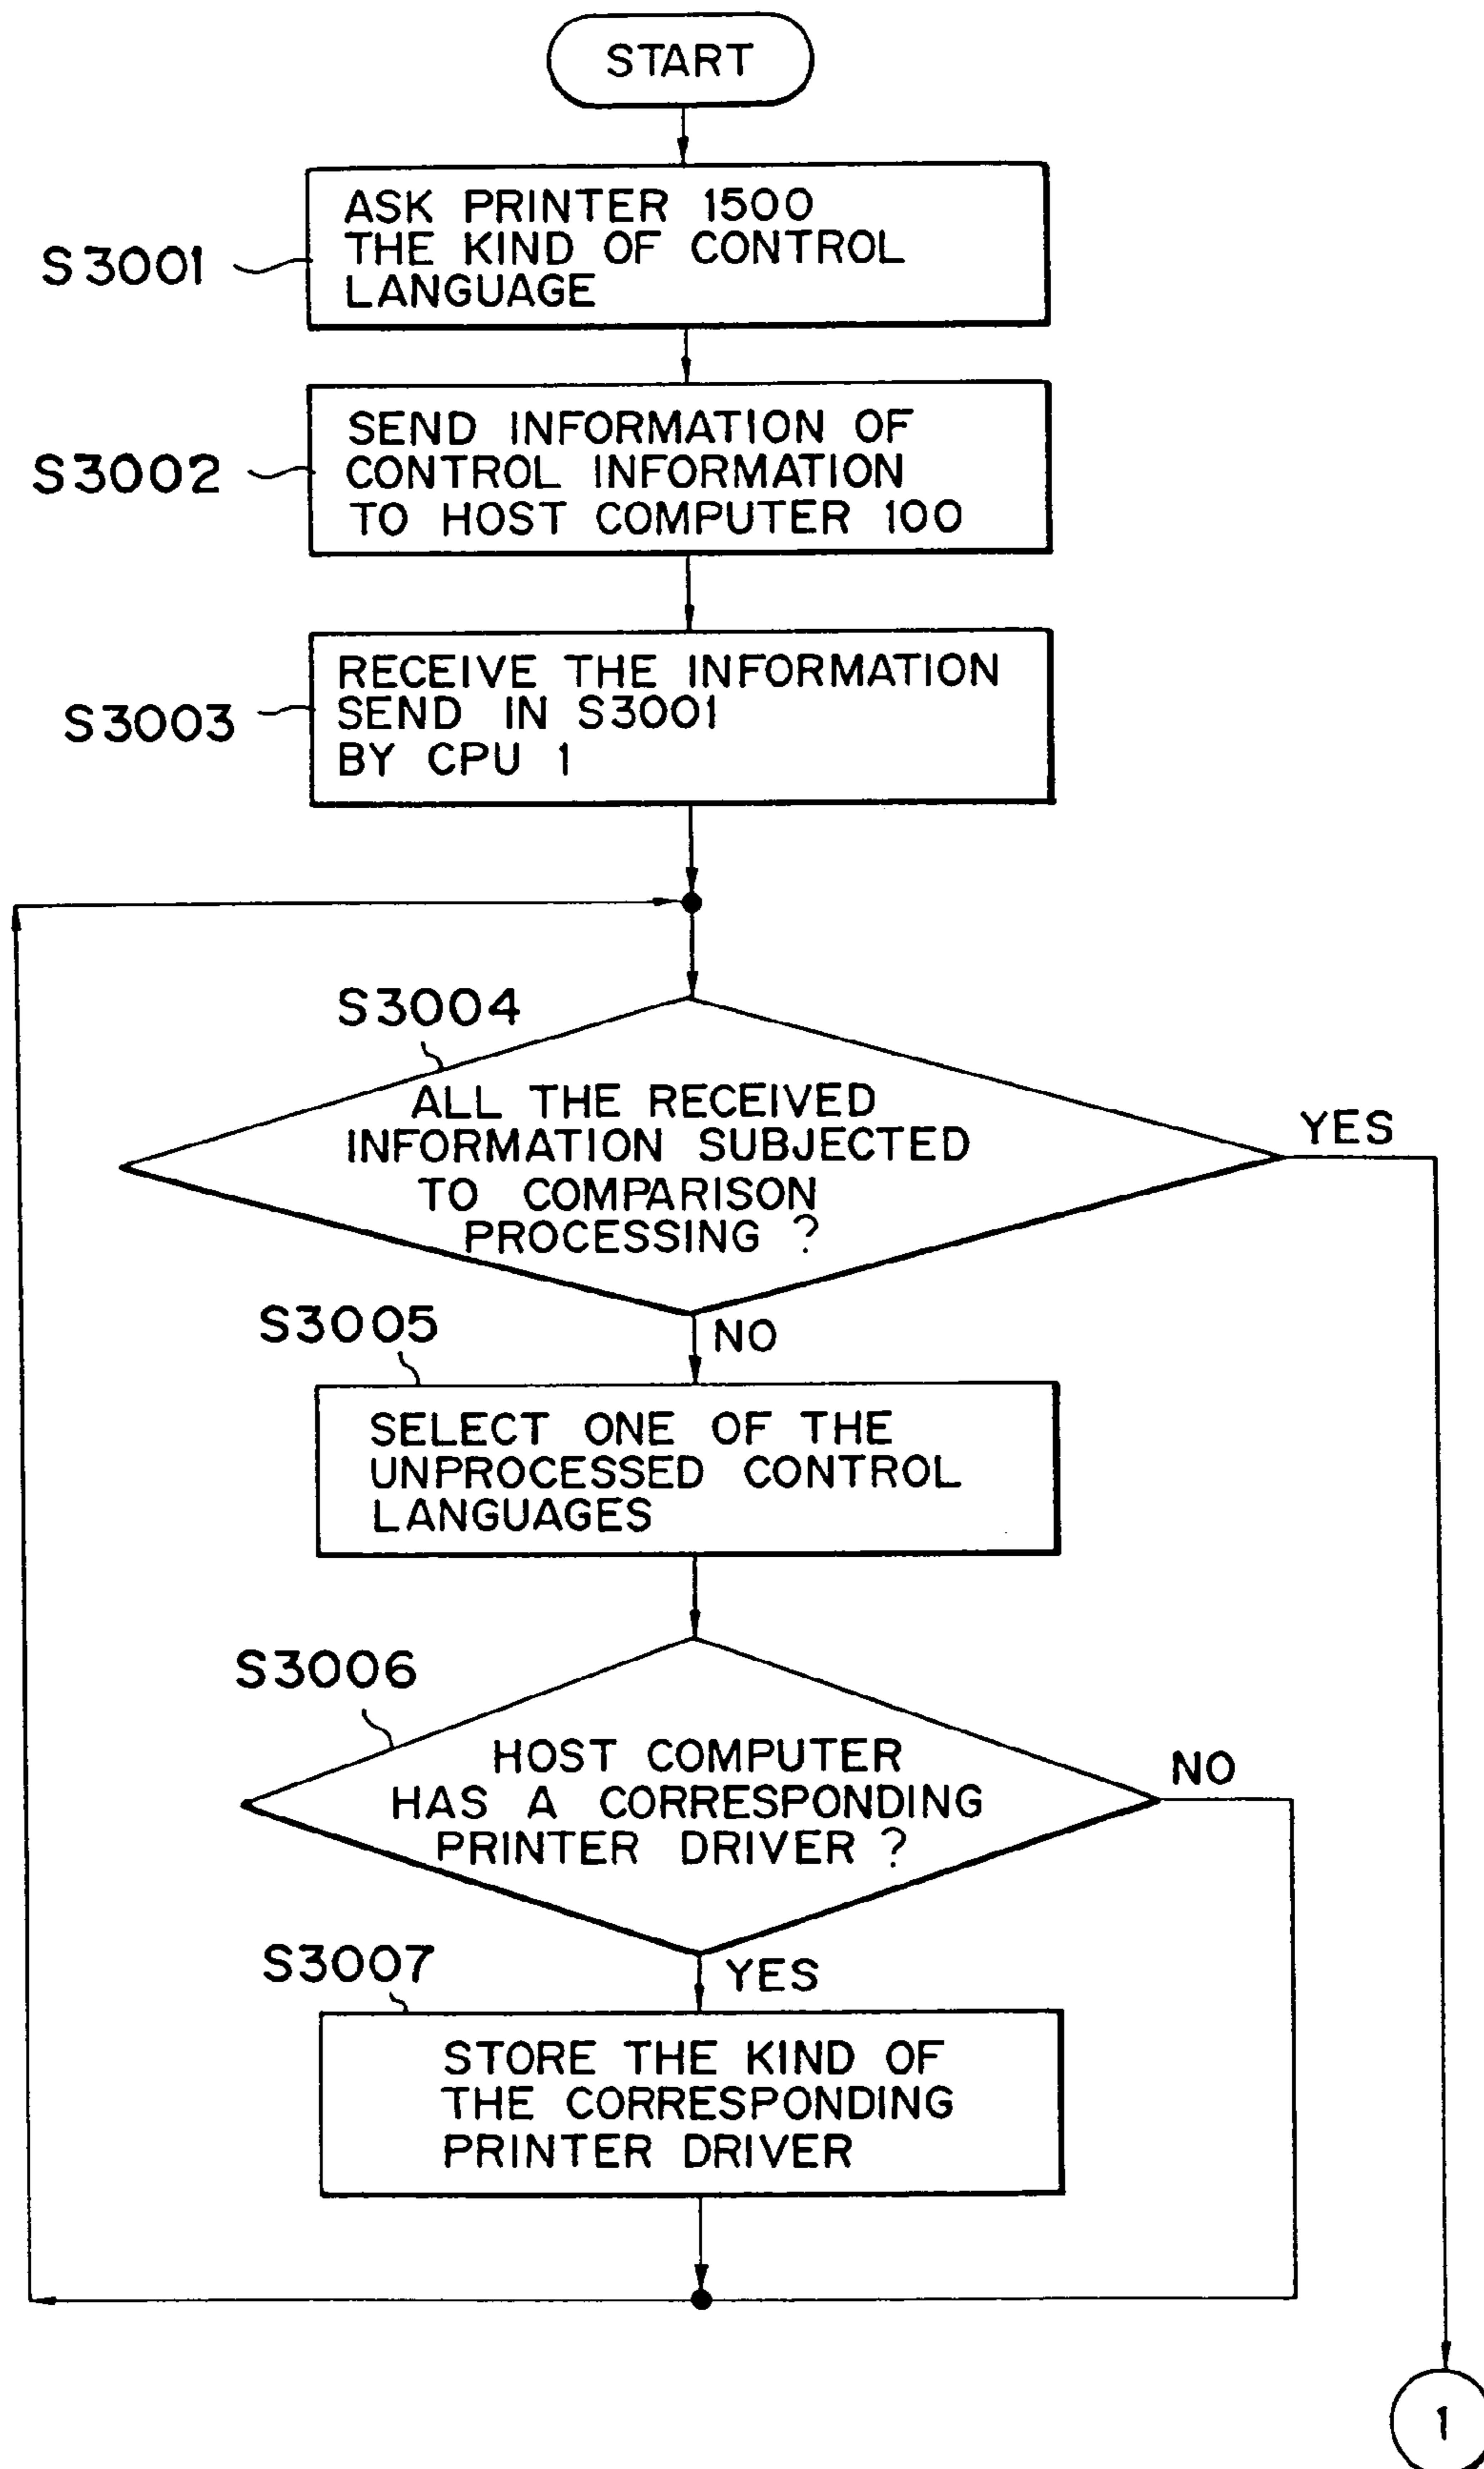 START
S3001
ASK PRINTER 1500
THE KIND OF CONTROL
LANGUAGE
S3002
SEND INFORMATION OF
CONTROL INFORMATION
TO HOST COMPUTER 100
S3003
RECEIVE THE INFORMATION
SEND IN S3001
BY CPU 1
S3004
ALL THE RECEIVED
INFORMATION SUBJECTED
TO COMPARISON
PROCESSING ?
YES
NO
S3005
SELECT ONE OF THE
UNPROCESSED CONTROL
LANGUAGES
S3006
HOST COMPUTER
HAS A CORRESPONDING
PRINTER DRIVER ?
NO
YES
S3007
STORE THE KIND OF
THE CORRESPONDING
PRINTER DRIVER
1